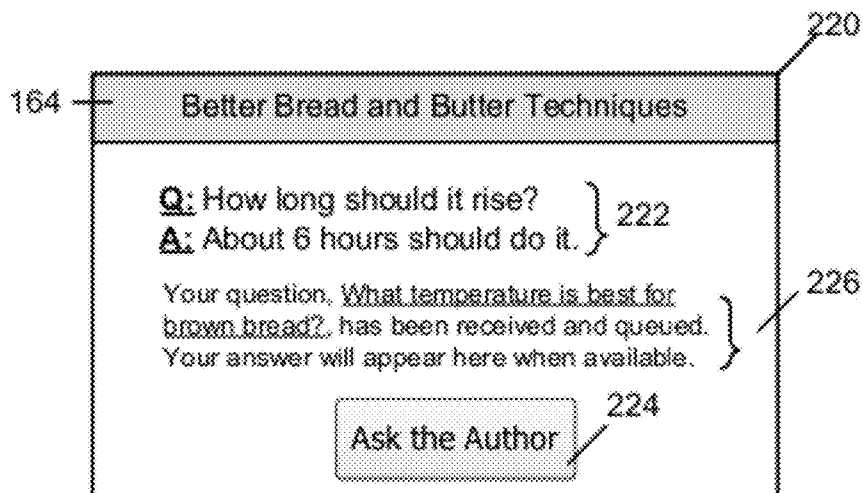 220
164
Better Bread and Butter Techniques
Q: How long should it rise?
A: About 6 hours should do it.
222
226
Your question, What temperature is best for
brown bread?, has been received and queued.
Your answer will appear here when available.
224
Ask the Author